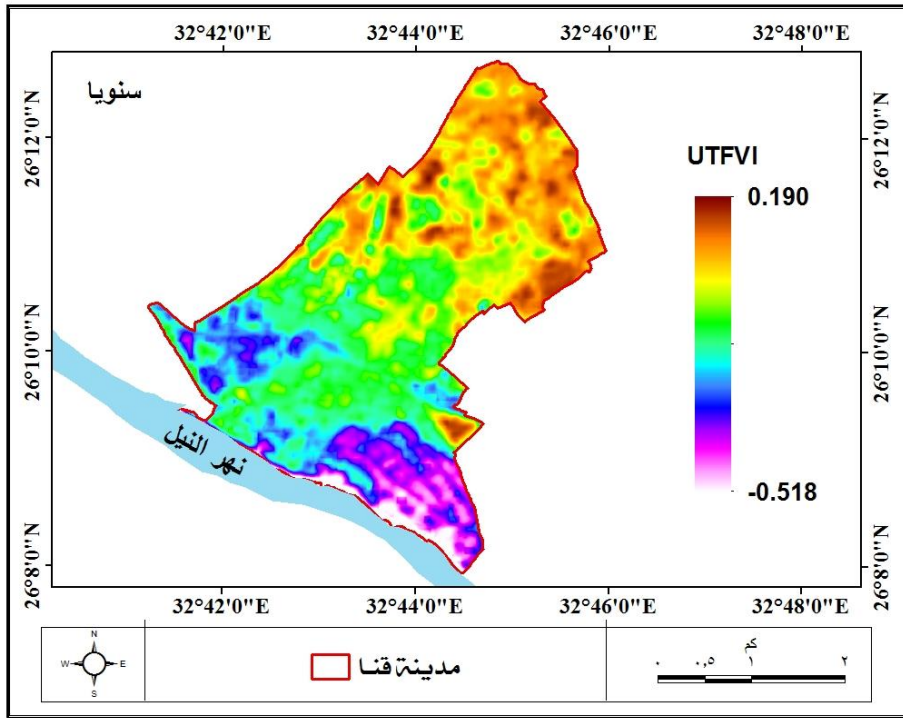 32°42'0"E 32°44'0"E 32°46'0"E 32°48'0"E
سنويا
26°12'0"N 26°12'0"N
UTFVI
0.190
26°10'0"N 26°10'0"N
نهر النيل
-0.518
26°8'0"N 26°8'0"N
32°42'0"E 32°44'0"E 32°46'0"E 32°48'0"E
N
W E
S
مدينة قنا
كم
٠ ٠,٥ ١ ٢